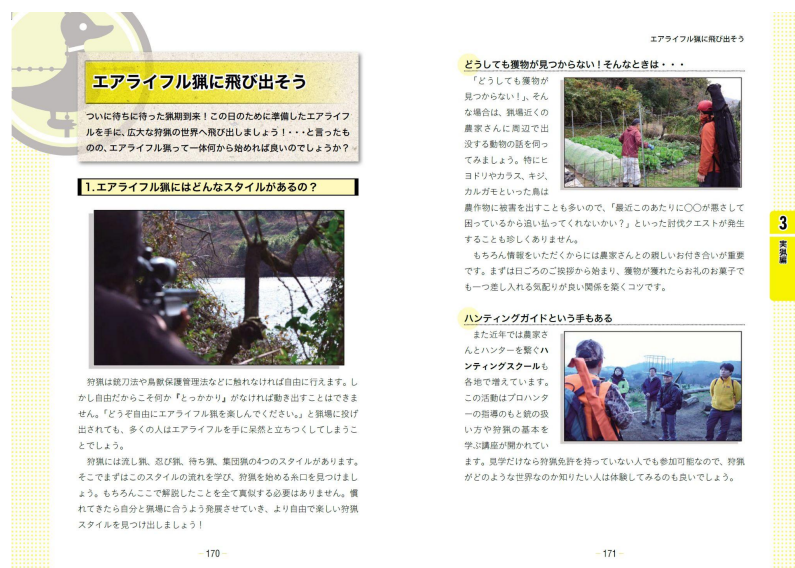 エアライフル猟に飛び出そう
ついに待ちに待った猟期到来！この日のために準備したエアライフ
ルを手に、広大な狩猟の世界へ飛び出しましょう！・・・と言ったも
のの、エアライフル猟って一体何から始めれば良いのでしょうか？
1.エアライフル猟にはどんなスタイルがあるの？
狩猟は銃刀法や鳥獣保護管理法などに触れなければ自由に行えます。し
かし自由だからこそ何か『とっかかり』がなければ動き出すことはできま
せん。「どうぞ自由にエアライフル猟を楽しんでください。」と猟場に投げ
出されても、多くの人はエアライフルを手に呆然と立ちつくしてしまうこ
とでしょう。
狩猟には流し猟、忍び猟、待ち猟、集団猟の4つのスタイルがあります。
そこでまずはこのスタイルの流れを学び、狩猟を始める糸口を見つけまし
ょう。もちろんここで解説したことを全て真似する必要はありません。慣
れてきたら自分と猟場に合うよう発展させていき、より自由で楽しい狩猟
スタイルを見つけ出しましょう！
170
エアライフル猟に飛び出そう
どうしても獲物が見つからない！そんなときは・・・
「どうしても獲物が
見つからない！」、そん
な場合は、猟場近くの
農家さんに周辺で出
没する動物の話を伺っ
てみましょう。特にヒ
ヨドリやカラス、キジ、
カルガモといった鳥は
農作物に被害を出すことも多いので、「最近このあたりに〇〇が悪さして
困っているから追い払ってくれないかい？」といった討伐クエストが発生
することも珍しくありません。
もちろん情報をいただくからには農家さんとの親しいお付き合いが重要
です。まずは日ごろのご挨拶から始まり、獲物が獲れたらお礼のお菓子で
も一つ差し入れる気配りが良い関係を築くコツです。
ハンティングガイドという手もある
また近年では農家さ
んとハンターを繋ぐハ
ンティングスクールも
各地で増えています。
この活動はプロハンタ
ーの指導のもと銃の扱
い方や狩猟の基本を
学ぶ講座が開かれてい
ます。見学だけなら狩猟免許を持っていない人でも参加可能なので、狩猟
がどのような世界なのか知りたい人は体験してみるのも良いでしょう。
171
3
実猟編